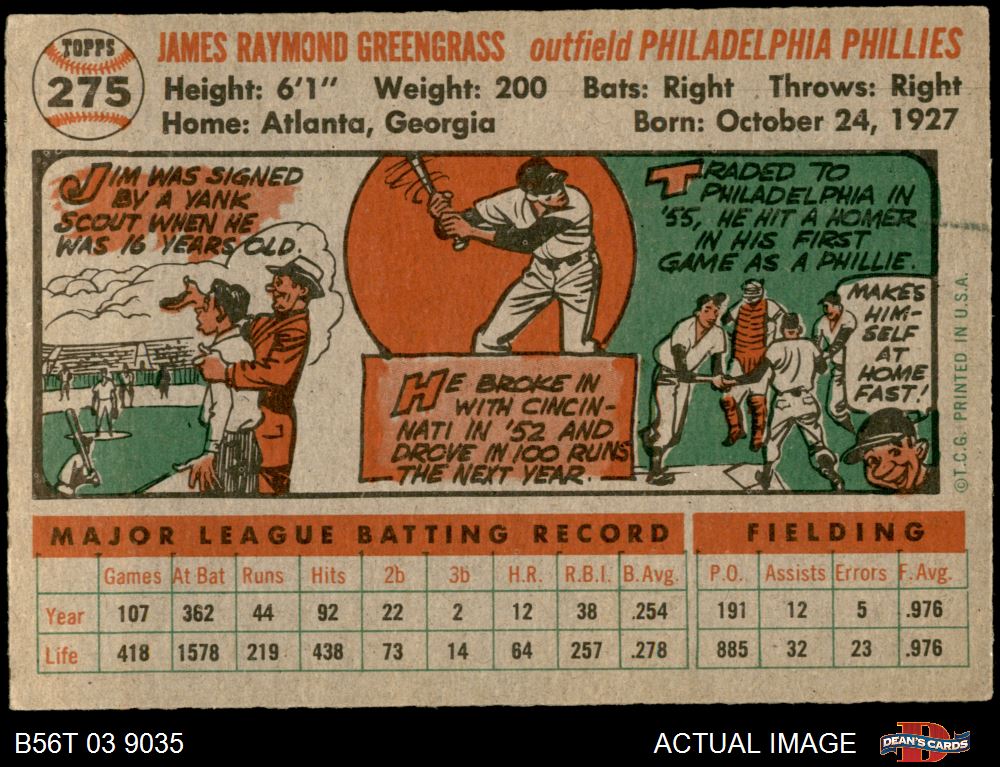 TOPPS
275
JAMES RAYMOND GREENGRASS outfield PHILADELPHIA PHILLIES
Height: 6'1" Weight: 200 Bats: Right Throws: Right
Home: Atlanta, Georgia Born: October 24, 1927
JIM WAS SIGNED
BY A YANK
SCOUT WHEN HE
WAS 16 YEARS OLD.
HE BROKE IN
WITH CINCIN-
NATI IN '52 AND
DROVE IN 100 RUNS
THE NEXT YEAR.
TRADED TO
PHILADELPHIA IN
'55, HE HIT A HOMER
IN HIS FIRST
GAME AS A PHILLIE.
MAKES
HIM-
SELF
AT
HOME
FAST!
©T.C.G. PRINTED IN U.S.A.
MAJOR LEAGUE BATTING RECORD FIELDING
Games At Bat Runs Hits 2b 3b H.R. R.B.I. B.Avg. P.O. Assists Errors F.Avg.
Year 107 362 44 92 22 2 12 38 .254 191 12 5 .976
Life 418 1578 219 438 73 14 64 257 .278 885 32 23 .976
B56T 03 9035 ACTUAL IMAGE DEAN'S CARDS